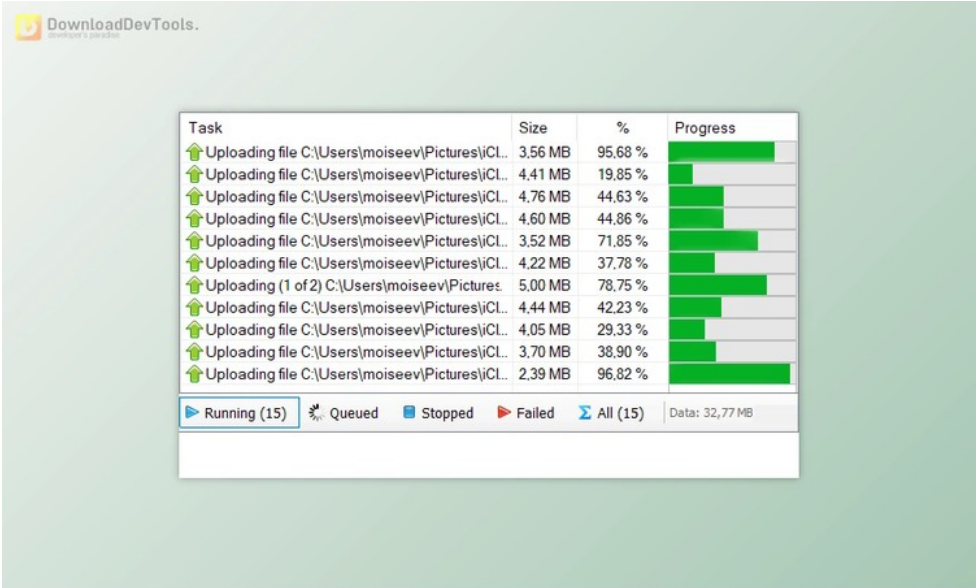 DownloadDevTools.
developer's paradise
Task Size % Progress
Uploading file C:\Users\moiseev\Pictures\iCl... 3,56 MB 95,68 %
Uploading file C:\Users\moiseev\Pictures\iCl... 4,41 MB 19,85 %
Uploading file C:\Users\moiseev\Pictures\iCl... 4,76 MB 44,63 %
Uploading file C:\Users\moiseev\Pictures\iCl... 4,60 MB 44,86 %
Uploading file C:\Users\moiseev\Pictures\iCl... 3,52 MB 71,85 %
Uploading file C:\Users\moiseev\Pictures\iCl... 4,22 MB 37,78 %
Uploading (1 of 2) C:\Users\moiseev\Pictures. 5,00 MB 78,75 %
Uploading file C:\Users\moiseev\Pictures\iCl... 4,44 MB 42,23 %
Uploading file C:\Users\moiseev\Pictures\iCl... 4,05 MB 29,33 %
Uploading file C:\Users\moiseev\Pictures\iCl... 3,70 MB 38,90 %
Uploading file C:\Users\moiseev\Pictures\iCl... 2,39 MB 96,82 %
Running (15) Queued Stopped Failed All (15) Data: 32,77 MB